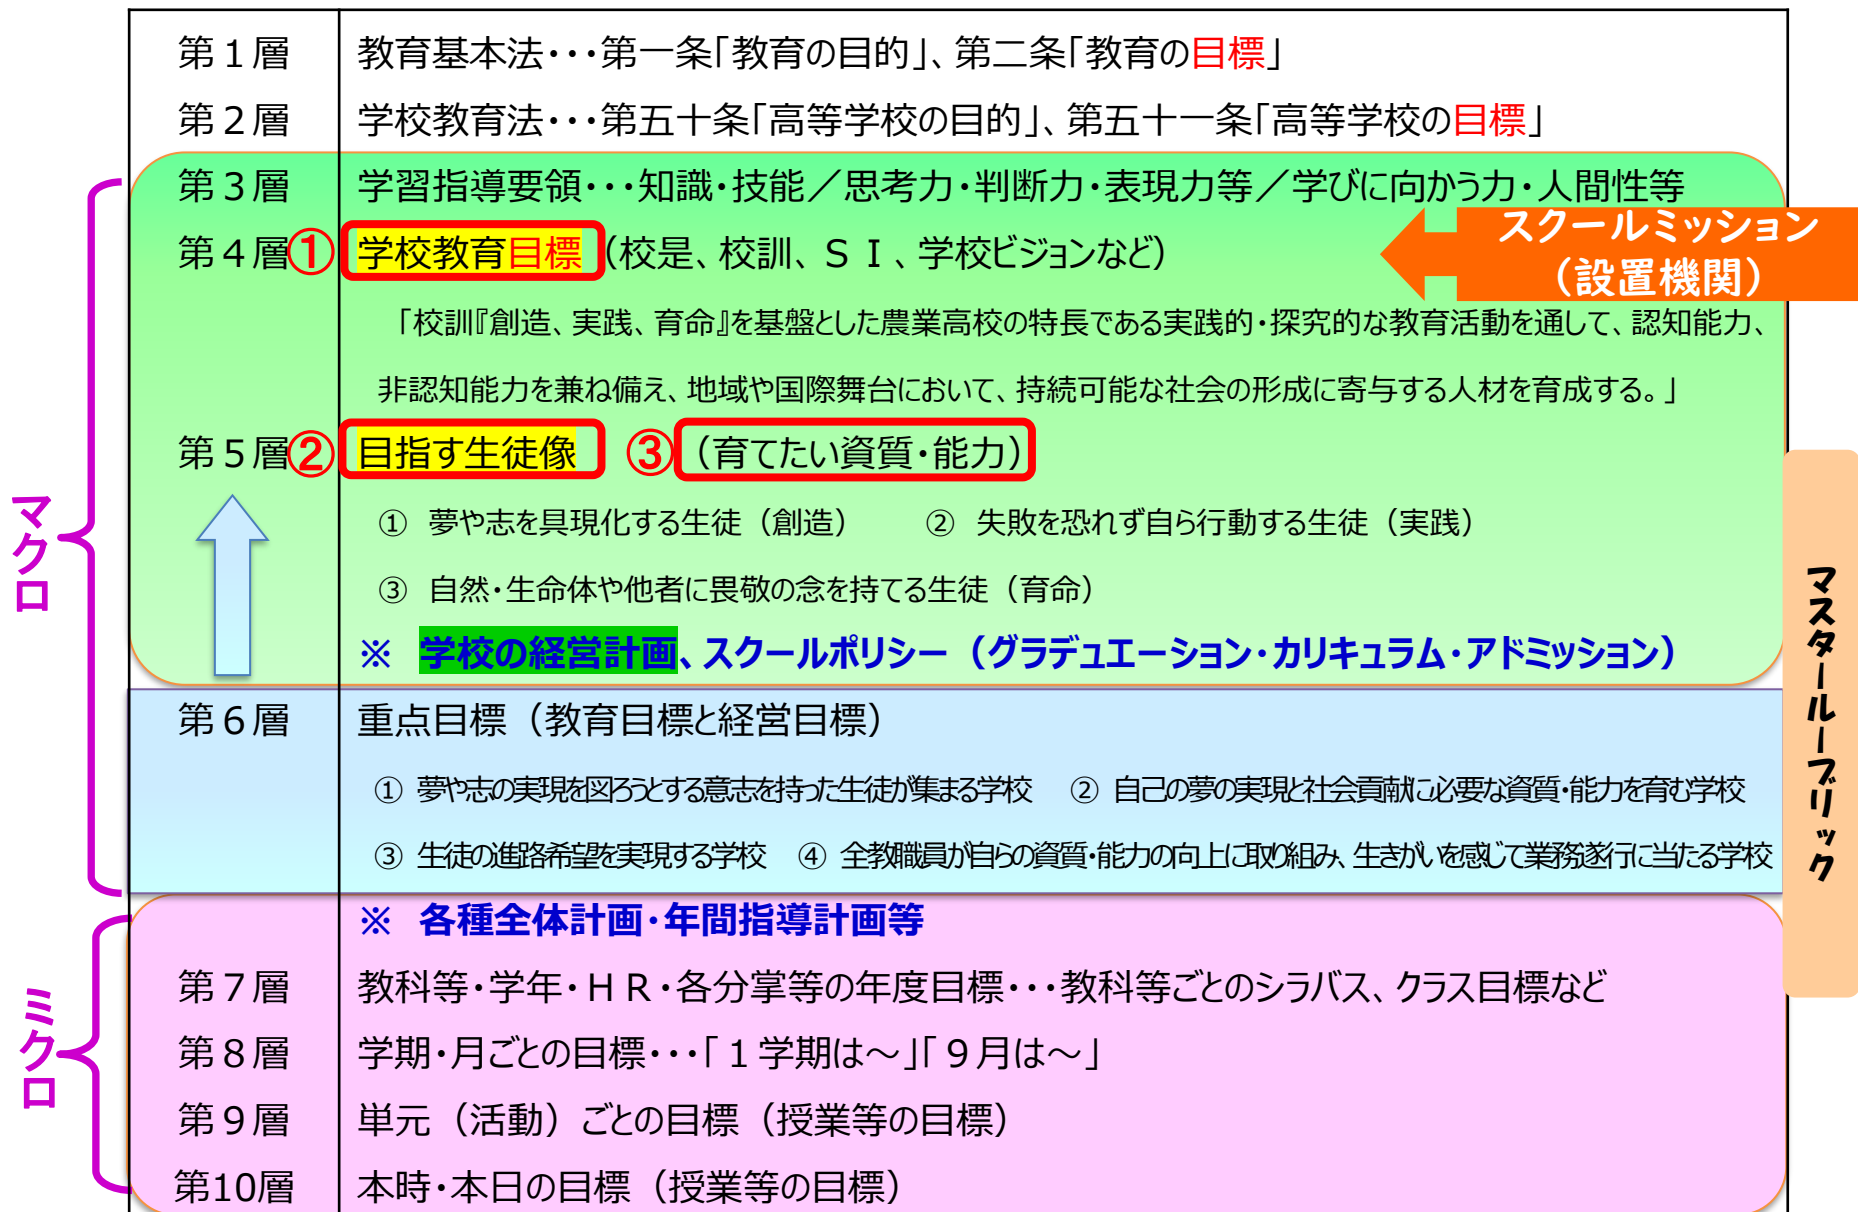 第１層 教育基本法・・・第一条「教育の目的」、第二条「教育の目標」
第２層 学校教育法・・・第五十条「高等学校の目的」、第五十一条「高等学校の目標」
第３層 学習指導要領・・・知識・技能／思考力・判断力・表現力等／学びに向かう力・人間性等
スクールミッション
（設置機関）
第４層 ① 学校教育目標（校是、校訓、ＳＩ、学校ビジョンなど）
「校訓『創造、実践、育命』を基盤とした農業高校の特長である実践的・探究的な教育活動を通して、認知能力、
非認知能力を兼ね備え、地域や国際舞台において、持続可能な社会の形成に寄与する人材を育成する。」
第５層 ② 目指す生徒像 ③ （育てたい資質・能力）
① 夢や志を具現化する生徒（創造） ② 失敗を恐れず自ら行動する生徒（実践）
③ 自然・生命体や他者に畏敬の念を持てる生徒（育命）
※ 学校の経営計画、スクールポリシー（グラデュエーション・カリキュラム・アドミッション）
第６層 重点目標（教育目標と経営目標）
① 夢や志の実現を図ろうとする意志を持った生徒が集まる学校 ② 自己の夢の実現と社会貢献に必要な資質・能力を育む学校
③ 生徒の進路希望を実現する学校 ④ 全教職員が自らの資質・能力の向上に取り組み、生きがいを感じて業務遂行に当たる学校
※ 各種全体計画・年間指導計画等
第７層 教科等・学年・ＨＲ・各分掌等の年度目標・・・教科等ごとのシラバス、クラス目標など
第８層 学期・月ごとの目標・・・「１学期は～」「９月は～」
第９層 単元（活動）ごとの目標（授業等の目標）
第10層 本時・本日の目標（授業等の目標）
マクロ
ミクロ
マスタールーブリック